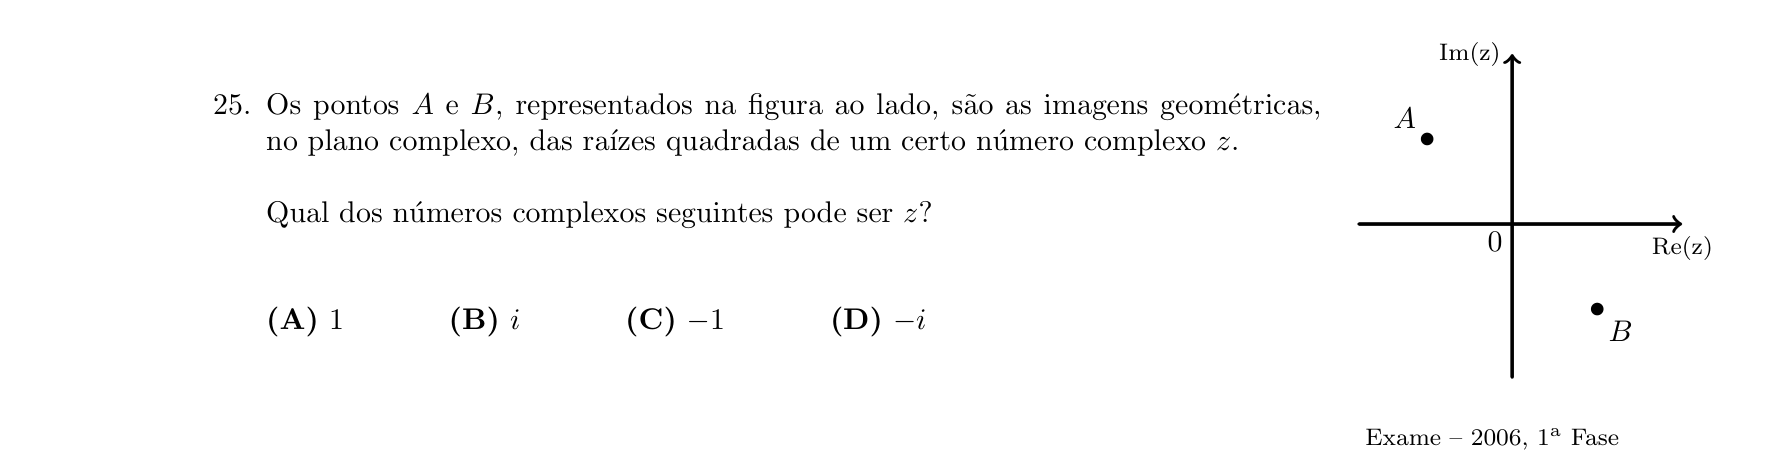 Im(z)
25. Os pontos A e B, representados na figura ao lado, são as imagens geométricas,
A
no plano complexo, das raízes quadradas de um certo número complexo z.
Qual dos números complexos seguintes pode ser z?
0
Re(z)
(A) 1 (B) i (C) −1 (D) −i
B
Exame – 2006, 1ª Fase